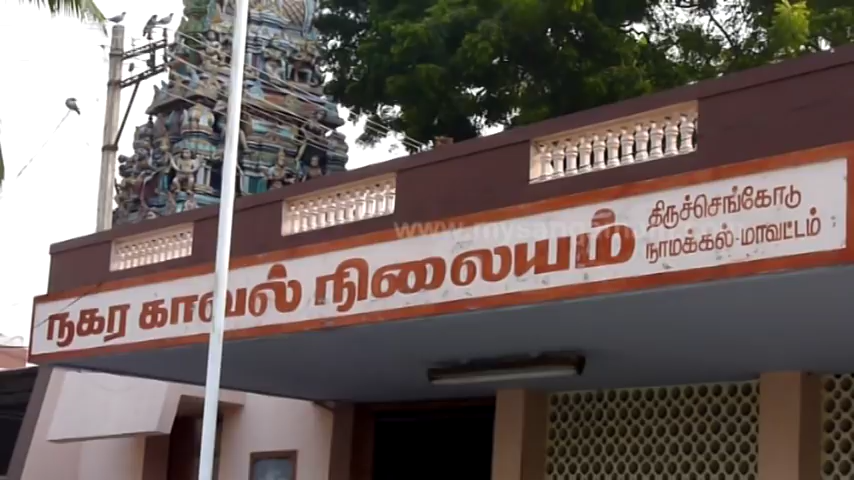 நகர காவல் நிலையம்
திருச்செங்கோடு
நாமக்கல்-மாவட்டம்